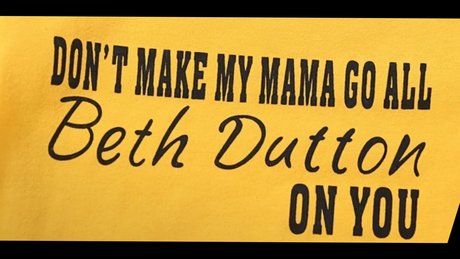 DON'T MAKE MY MAMA GO ALL
Beth Dutton
ON YOU